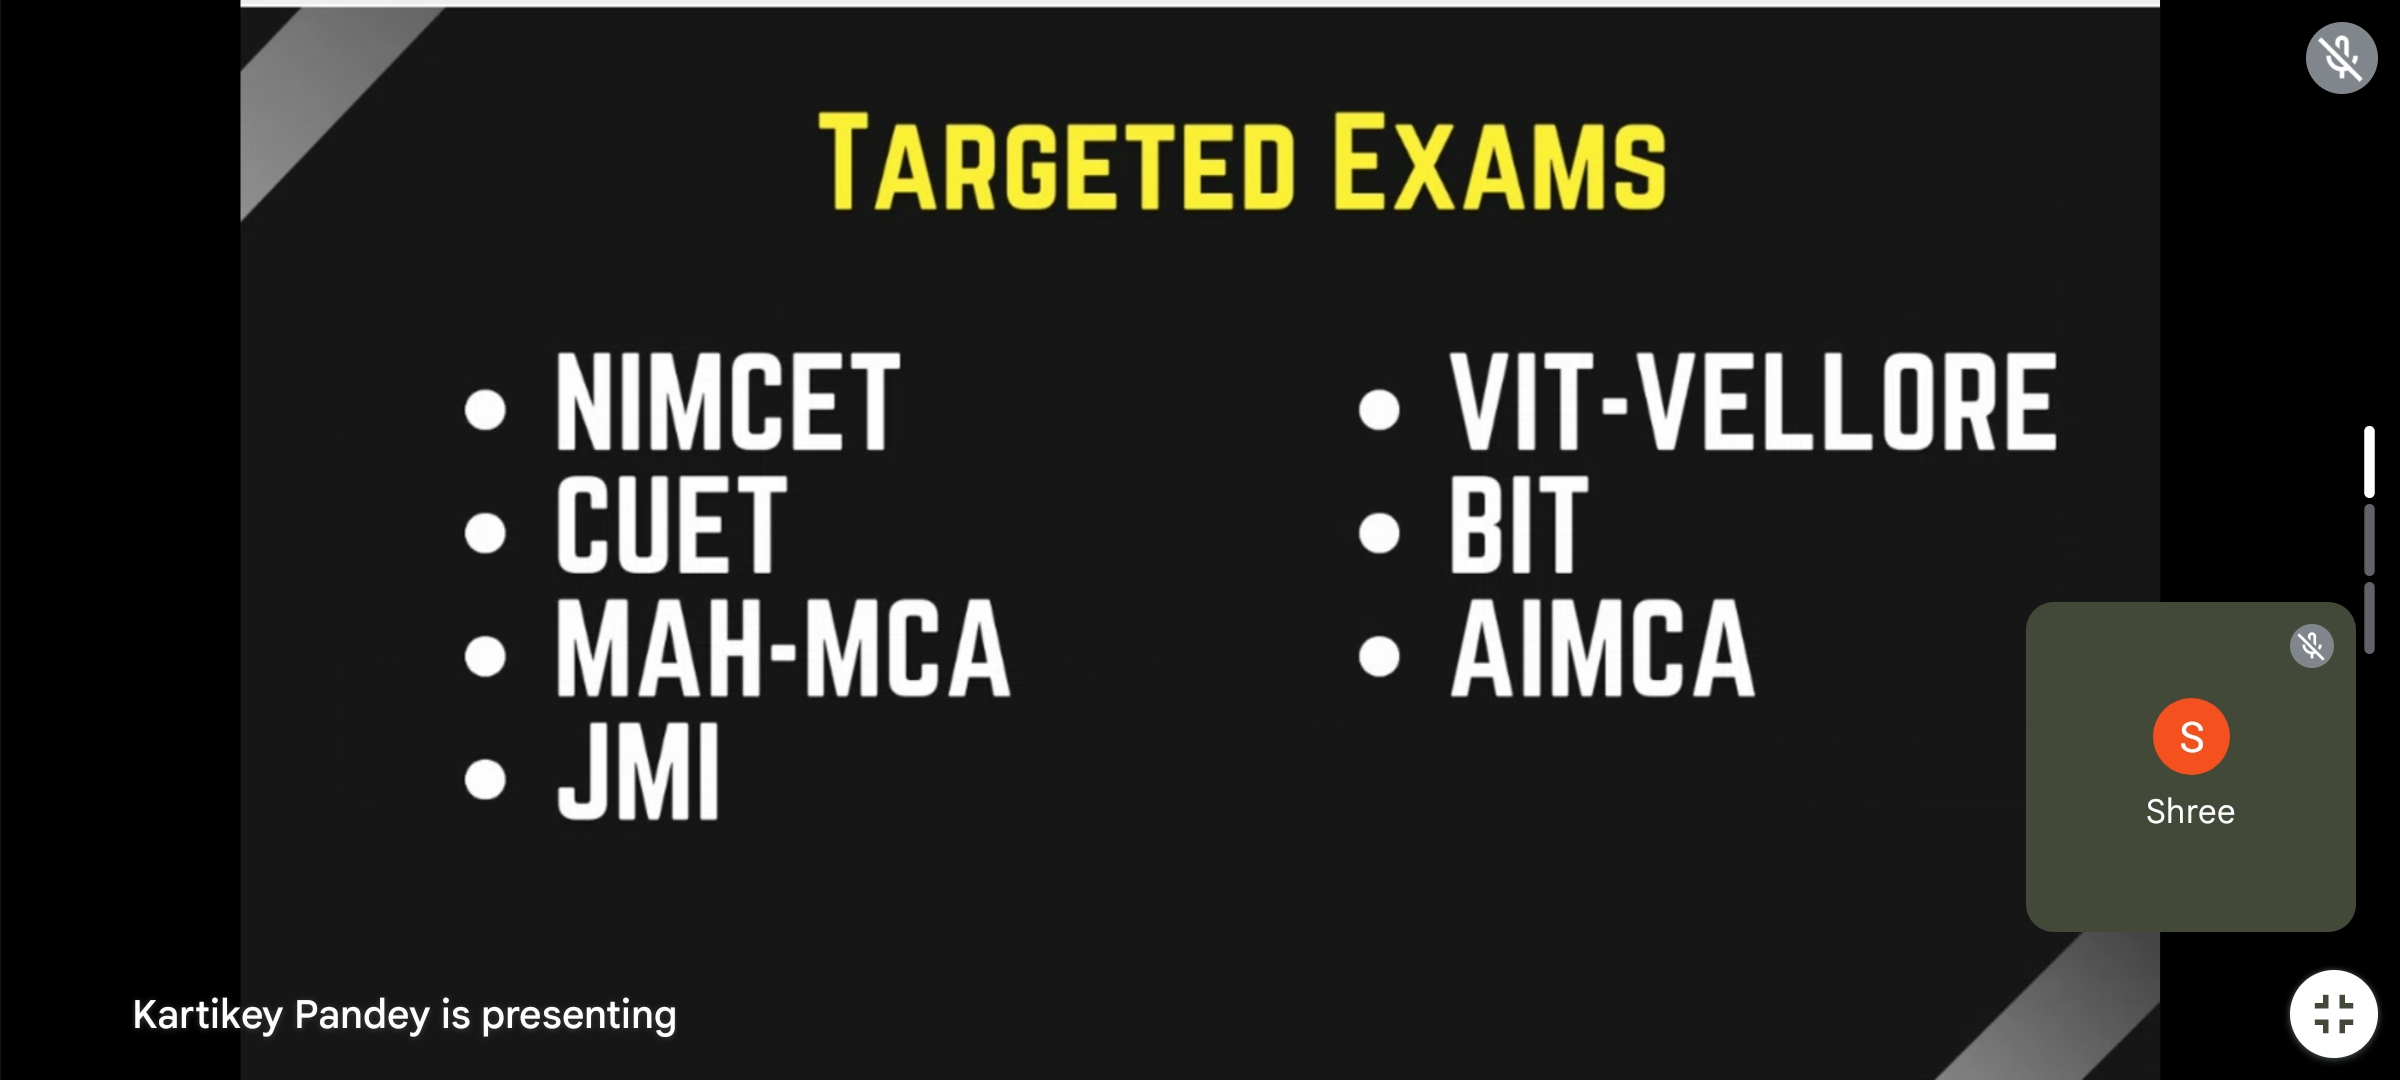 Targeted Exams
• NIMCET
• CUET
• MAH-MCA
• JMI
• VIT-VELLORE
• BIT
• AIMCA
S
Shree
Kartikey Pandey is presenting